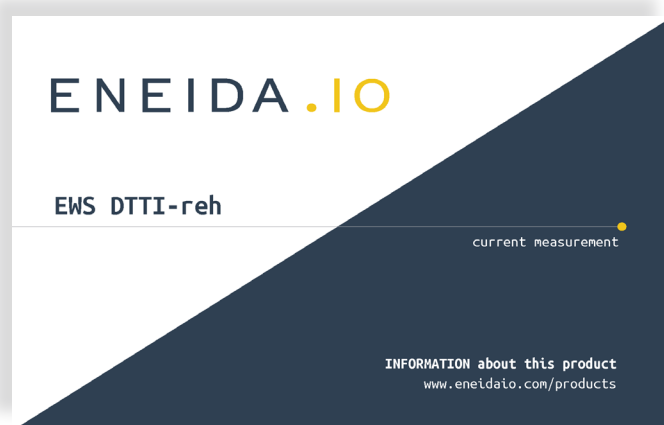 ENEIDA.IO
EWS DTTI-reh
current measurement
INFORMATION about this product
www.eneidaio.com/products